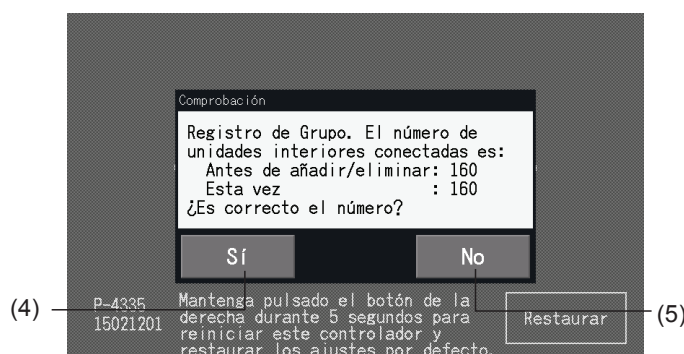 Comprobación
Registro de Grupo. El número de
unidades interiores conectadas es:
Antes de añadir/eliminar: 160
Esta vez : 160
¿Es correcto el número?
Sí
No
(4)
(5)
P-4335
15021201
Mantenga pulsado el botón de la
derecha durante 5 segundos para
reiniciar este controlador y
restaurar los ajustes por defecto.
Restaurar